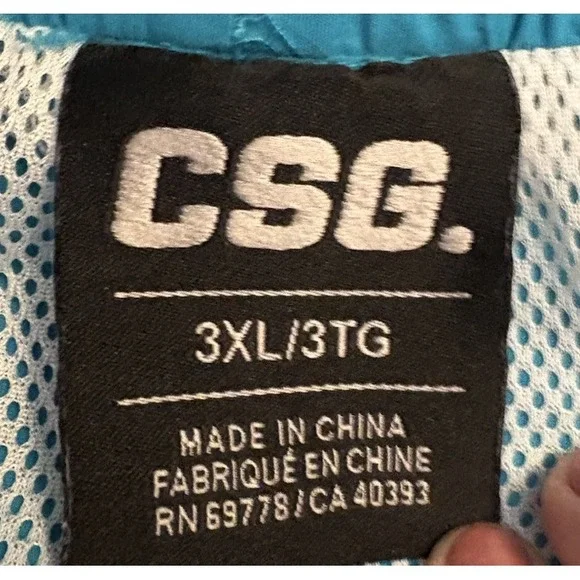 CSG.
3XL/3TG
MADE IN CHINA
FABRIQUÉ EN CHINE
RN 69778/CA 40393